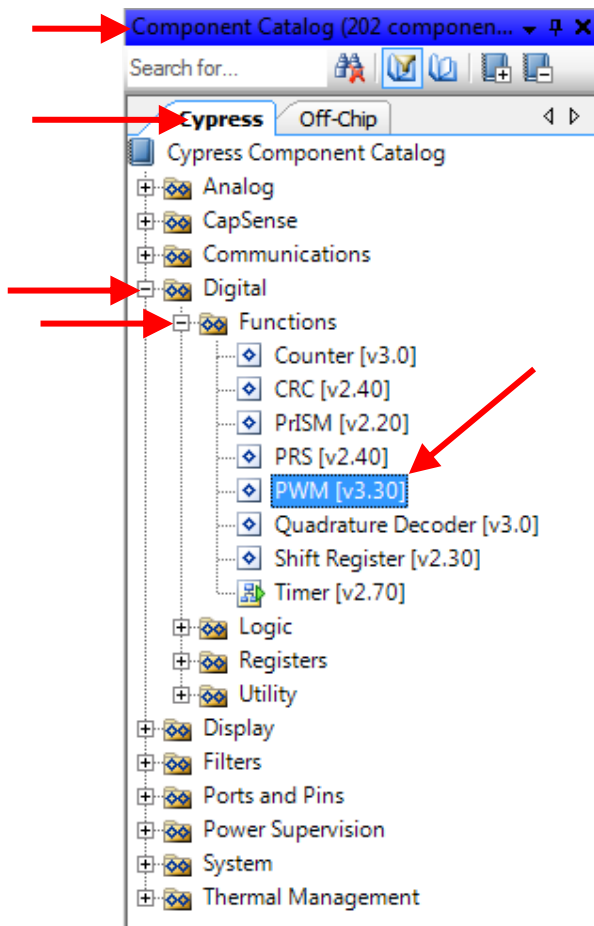 Component Catalog (202 componen...
Search for...
Cypress Off-Chip
Cypress Component Catalog
Analog
CapSense
Communications
Digital
Functions
Counter [v3.0]
CRC [v2.40]
PrISM [v2.20]
PRS [v2.40]
PWM [v3.30]
Quadrature Decoder [v3.0]
Shift Register [v2.30]
Timer [v2.70]
Logic
Registers
Utility
Display
Filters
Ports and Pins
Power Supervision
System
Thermal Management